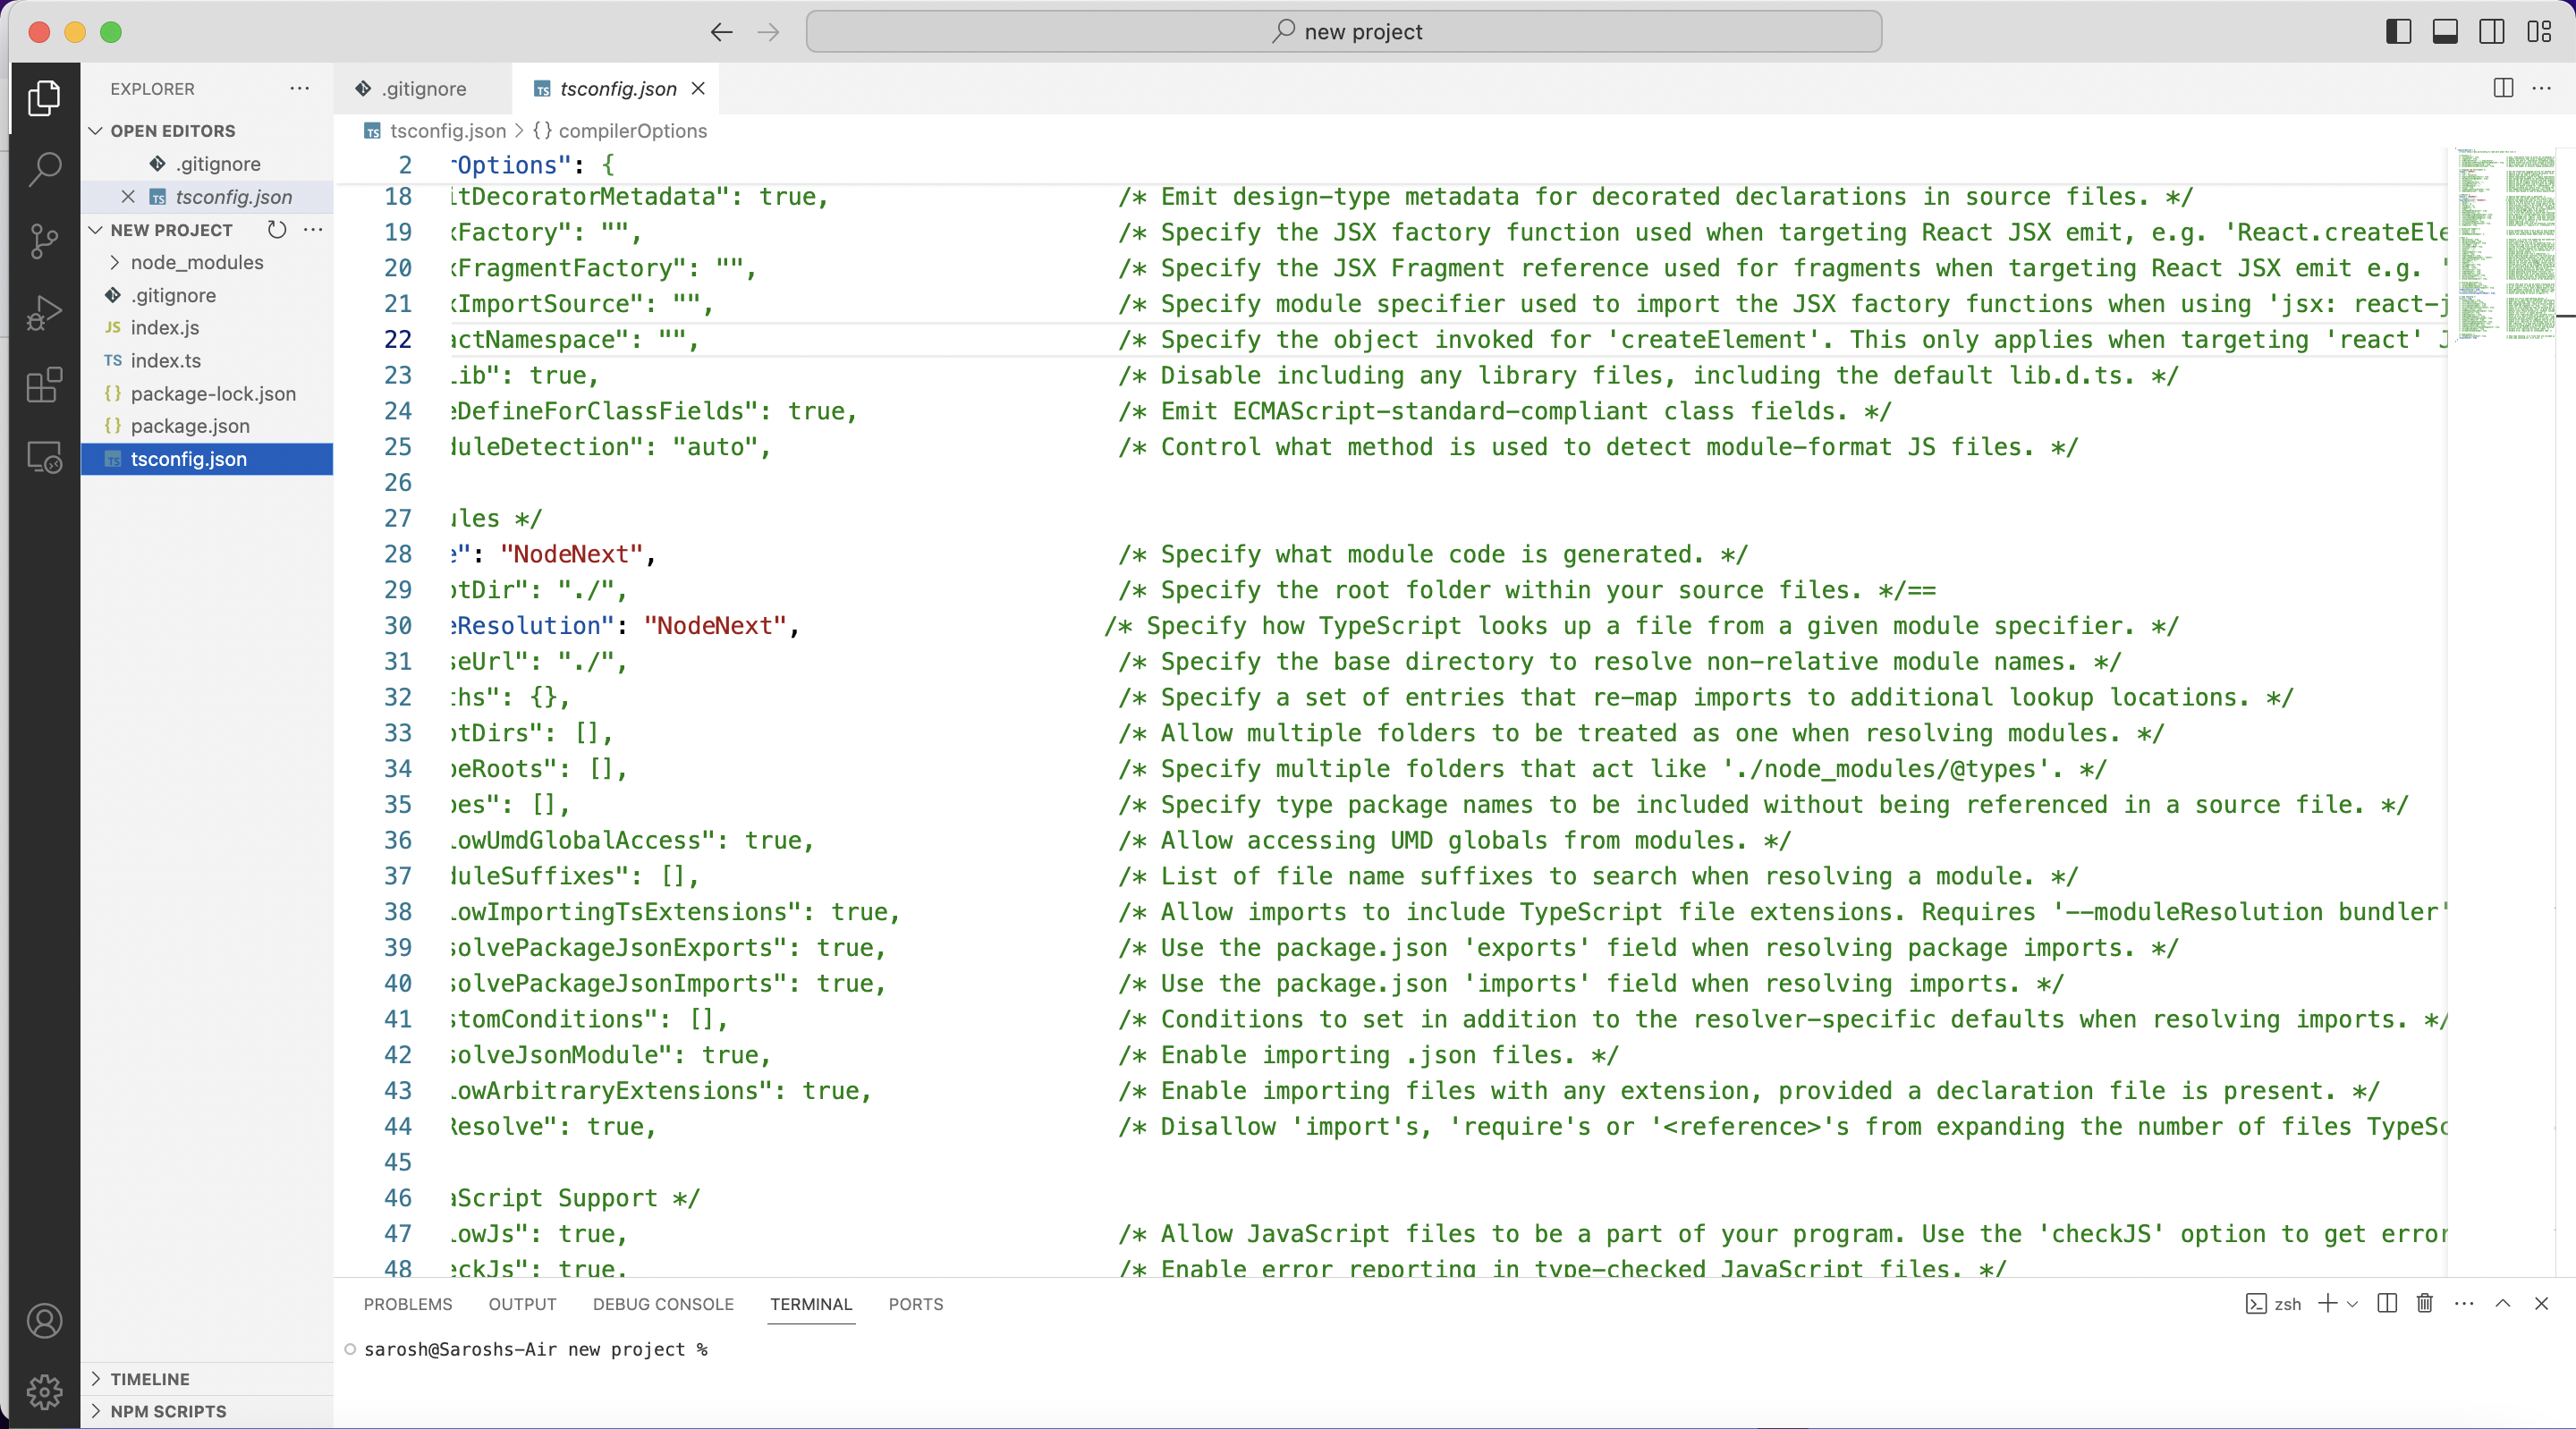 new project
EXPLORER
.gitignore
tsconfig.json
OPEN EDITORS
.gitignore
tsconfig.json
NEW PROJECT
node_modules
.gitignore
JS index.js
TS index.ts
{} package-lock.json
{} package.json
TS tsconfig.json
TIMELINE
NPM SCRIPTS
TS tsconfig.json > {} compilerOptions
2 rOptions": {
18 itDecoratorMetadata": true, /* Emit design-type metadata for decorated declarations in source files. */
19 xFactory": "", /* Specify the JSX factory function used when targeting React JSX emit, e.g. 'React.createEle
20 xFragmentFactory": "", /* Specify the JSX Fragment reference used for fragments when targeting React JSX emit e.g. '
21 xImportSource": "", /* Specify module specifier used to import the JSX factory functions when using 'jsx: react-j
22 actNamespace": "", /* Specify the object invoked for 'createElement'. This only applies when targeting 'react' J
23 Lib": true, /* Disable including any library files, including the default lib.d.ts. */
24 eDefineForClassFields": true, /* Emit ECMAScript-standard-compliant class fields. */
25 duleDetection": "auto", /* Control what method is used to detect module-format JS files. */
26
27 ules */
28 e": "NodeNext", /* Specify what module code is generated. */
29 otDir": "./", /* Specify the root folder within your source files. */==
30 eResolution": "NodeNext", /* Specify how TypeScript looks up a file from a given module specifier. */
31 seUrl": "./", /* Specify the base directory to resolve non-relative module names. */
32 ths": {}, /* Specify a set of entries that re-map imports to additional lookup locations. */
33 otDirs": [], /* Allow multiple folders to be treated as one when resolving modules. */
34 peRoots": [], /* Specify multiple folders that act like './node_modules/@types'. */
35 pes": [], /* Specify type package names to be included without being referenced in a source file. */
36 lowUmdGlobalAccess": true, /* Allow accessing UMD globals from modules. */
37 duleSuffixes": [], /* List of file name suffixes to search when resolving a module. */
38 lowImportingTsExtensions": true, /* Allow imports to include TypeScript file extensions. Requires '--moduleResolution bundler'
39 solvePackageJsonExports": true, /* Use the package.json 'exports' field when resolving package imports. */
40 solvePackageJsonImports": true, /* Use the package.json 'imports' field when resolving imports. */
41 stomConditions": [], /* Conditions to set in addition to the resolver-specific defaults when resolving imports. */
42 solveJsonModule": true, /* Enable importing .json files. */
43 lowArbitraryExtensions": true, /* Enable importing files with any extension, provided a declaration file is present. */
44 Resolve": true, /* Disallow 'import's, 'require's or '<reference>'s from expanding the number of files TypeSc
45
46 aScript Support */
47 lowJs": true, /* Allow JavaScript files to be a part of your program. Use the 'checkJS' option to get error
48 eckJs": true, /* Enable error reporting in type-checked JavaScript files. */
PROBLEMS OUTPUT DEBUG CONSOLE TERMINAL PORTS
zsh
sarosh@Saroshs-Air new project %